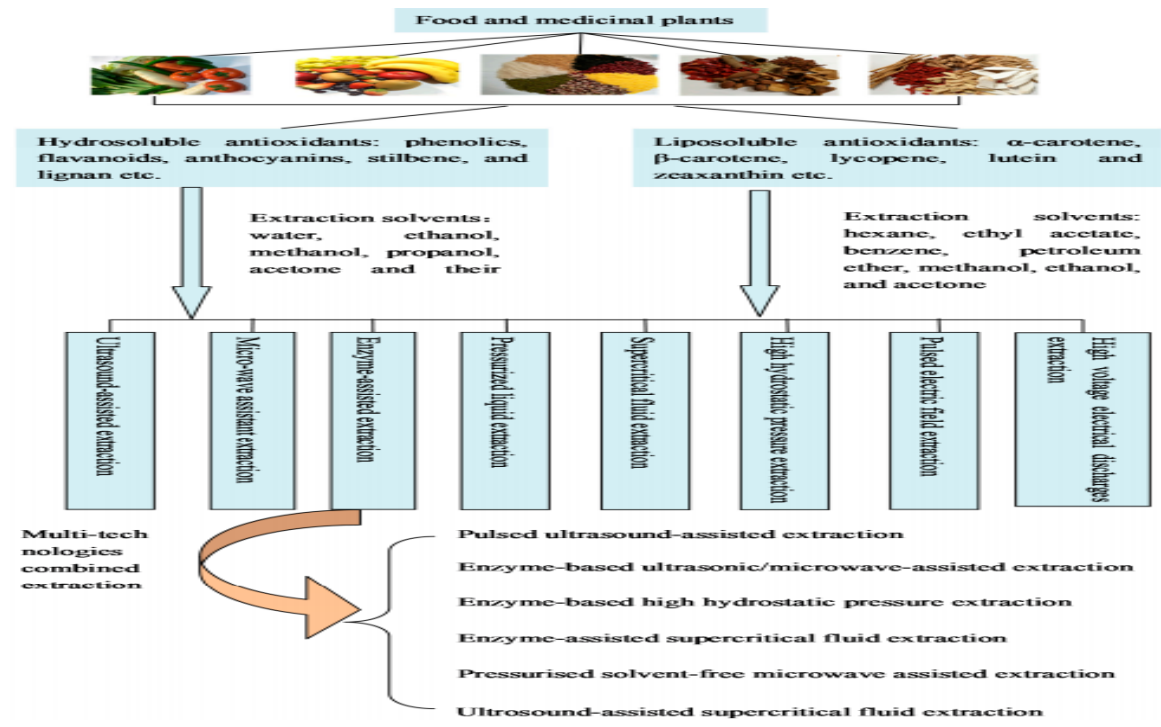 Food and medicinal plants
Hydrosoluble antioxidants: phenolics,
flavanoids, anthocyanins, stilbene, and
lignan etc.
Liposoluble antioxidants: α-carotene,
β-carotene, lycopene, lutein and
zeaxanthin etc.
Extraction solvents:
water, ethanol,
methanol, propanol,
acetone and their
Extraction solvents:
hexane, ethyl acetate,
benzene, petroleum
ether, methanol, ethanol,
and acetone
Ultrasound-assisted extraction
Micro-wave assistant extraction
Enzyme-assisted extraction
Pressurized liquid extraction
Supercritical fluid extraction
High hydrostatic pressure extraction
Pulsed electric field extraction
High voltage electrical discharges
extraction
Multi-tech
nologies
combined
extraction
Pulsed ultrasound-assisted extraction
Enzyme-based ultrasonic/microwave-assisted extraction
Enzyme-based high hydrostatic pressure extraction
Enzyme-assisted supercritical fluid extraction
Pressurised solvent-free microwave assisted extraction
Ultrosound-assisted supercritical fluid extraction